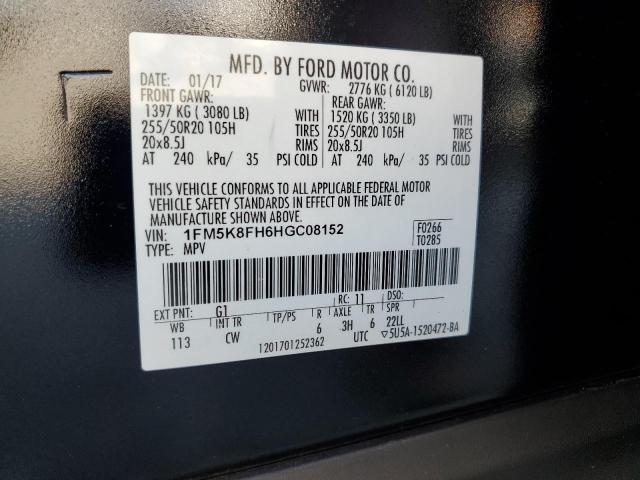 MFD. BY FORD MOTOR CO.
DATE: 01/17 GVWR: 2776 KG ( 6120 LB)
FRONT GAWR: REAR GAWR:
1397 KG ( 3080 LB) WITH 1520 KG ( 3350 LB) WITH
255/50R20 105H TIRES 255/50R20 105H TIRES
20x8.5J RIMS 20x8.5J RIMS
AT 240 kPa/ 35 PSI COLD AT 240 kPa/ 35 PSI COLD
THIS VEHICLE CONFORMS TO ALL APPLICABLE FEDERAL MOTOR
VEHICLE SAFETY STANDARDS IN EFFECT ON THE DATE OF
MANUFACTURE SHOWN ABOVE.
VIN: 1FM5K8FH6HGC08152 F0266
TYPE: MPV T0285
EXT PNT: G1 RC: 11 DSO:
WB INT TR TP/PS R AXLE TR SPR
113 CW 6 3H 6 22LL
1201701252362 UTC ▽5U5A-1520472-BA